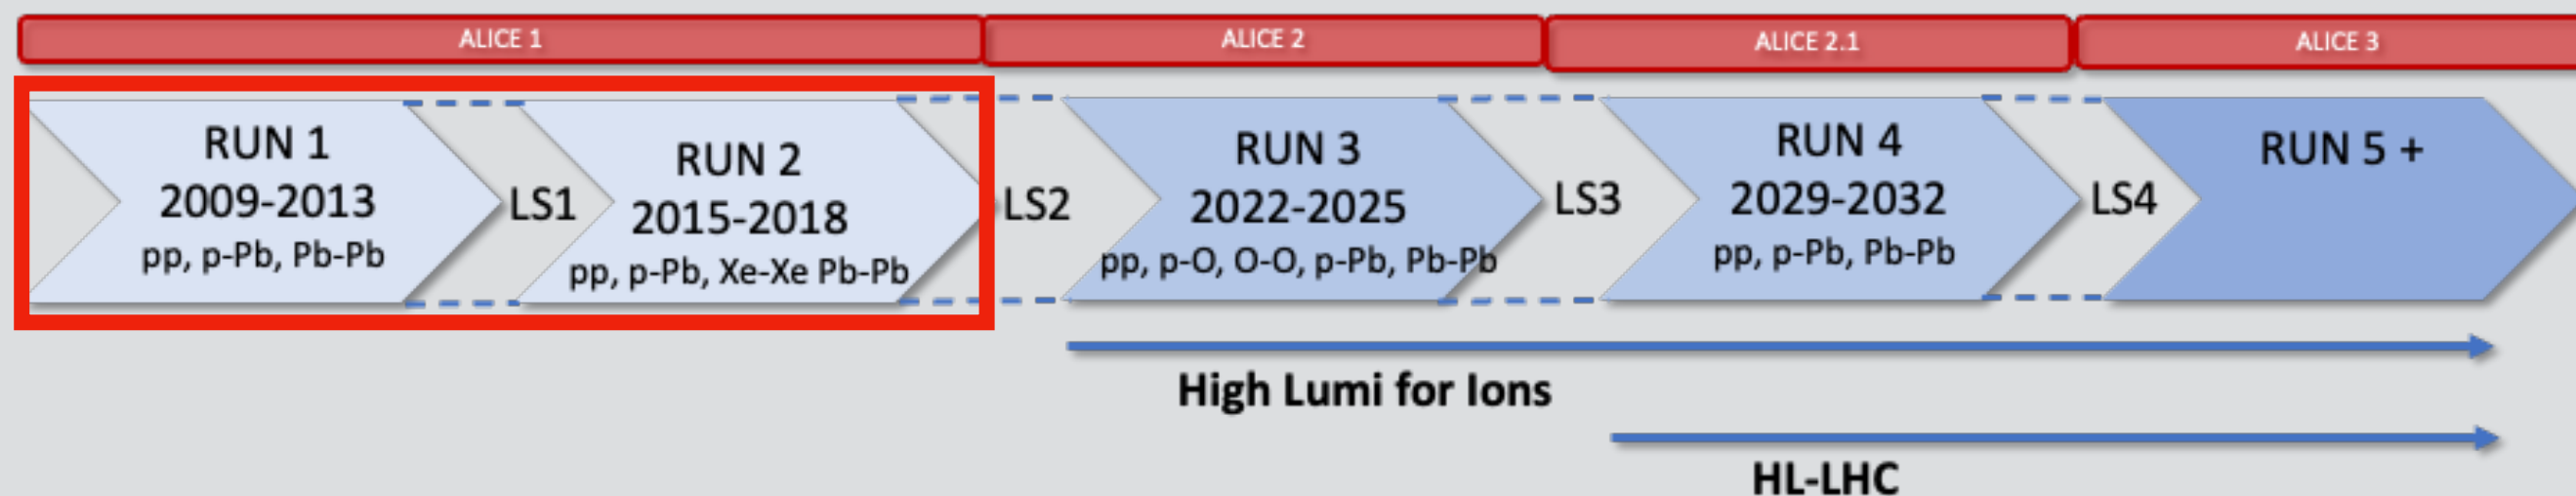 ALICE 1
ALICE 2
ALICE 2.1
ALICE 3
RUN 1
2009-2013
pp, p-Pb, Pb-Pb
LS1
RUN 2
2015-2018
pp, p-Pb, Xe-Xe Pb-Pb
LS2
RUN 3
2022-2025
pp, p-O, O-O, p-Pb, Pb-Pb
LS3
RUN 4
2029-2032
pp, p-Pb, Pb-Pb
LS4
RUN 5 +
High Lumi for Ions
HL-LHC